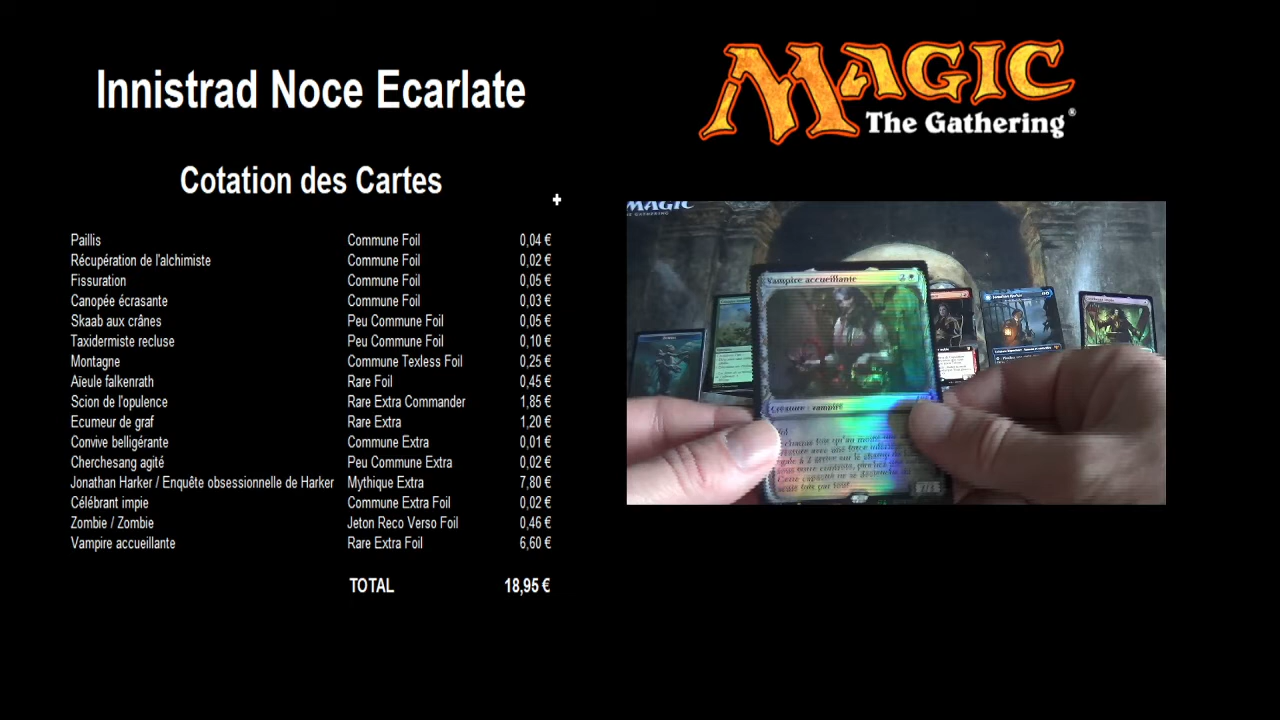 Innistrad Noce Ecarlate
Cotation des Cartes
Paillis Commune Foil 0,04 €
Récupération de l'alchimiste Commune Foil 0,02 €
Fissuration Commune Foil 0,05 €
Canopée écrasante Commune Foil 0,03 €
Skaab aux crânes Peu Commune Foil 0,05 €
Taxidermiste recluse Peu Commune Foil 0,10 €
Montagne Commune Texless Foil 0,25 €
Aïeule falkenrath Rare Foil 0,45 €
Scion de l'opulence Rare Extra Commander 1,85 €
Ecumeur de graf Rare Extra 1,20 €
Convive belligérante Commune Extra 0,01 €
Cherchesang agité Peu Commune Extra 0,02 €
Jonathan Harker / Enquête obsessionnelle de Harker Mythique Extra 7,80 €
Célébrant impie Commune Extra Foil 0,02 €
Zombie / Zombie Jeton Reco Verso Foil 0,46 €
Vampire accueillante Rare Extra Foil 6,60 €
TOTAL 18,95 €
MAGIC
The Gathering®
MAGIC
THE GATHERING
Vampire accueillante 2
Créature : vampire